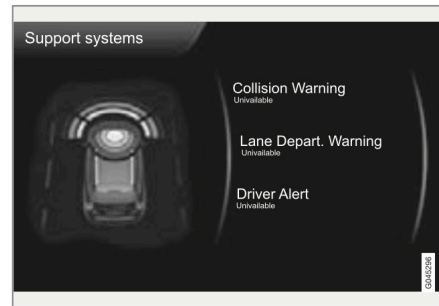 Support systems
Collision Warning
Univailable
Lane Depart. Warning
Univailable
Driver Alert
Univailable
G045296